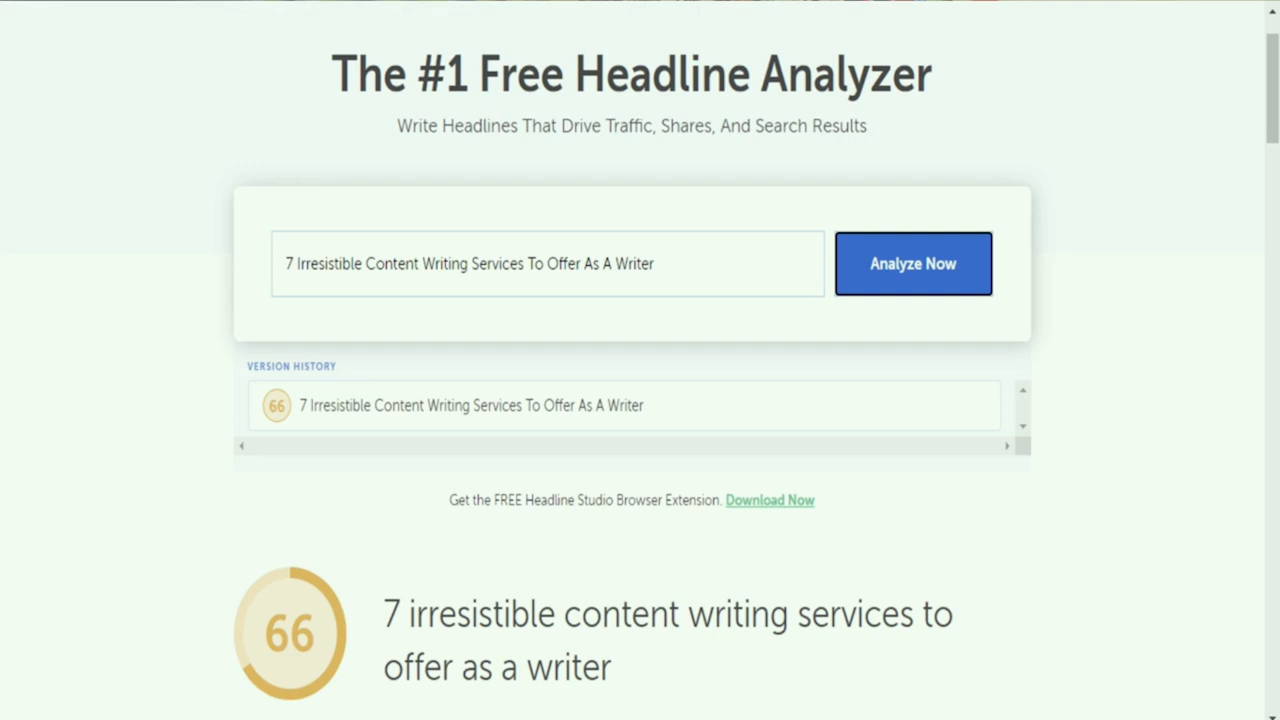 The #1 Free Headline Analyzer
Write Headlines That Drive Traffic, Shares, And Search Results
7 Irresistible Content Writing Services To Offer As A Writer
Analyze Now
VERSION HISTORY
66 7 Irresistible Content Writing Services To Offer As A Writer
Get the FREE Headline Studio Browser Extension. Download Now
66
7 irresistible content writing services to
offer as a writer